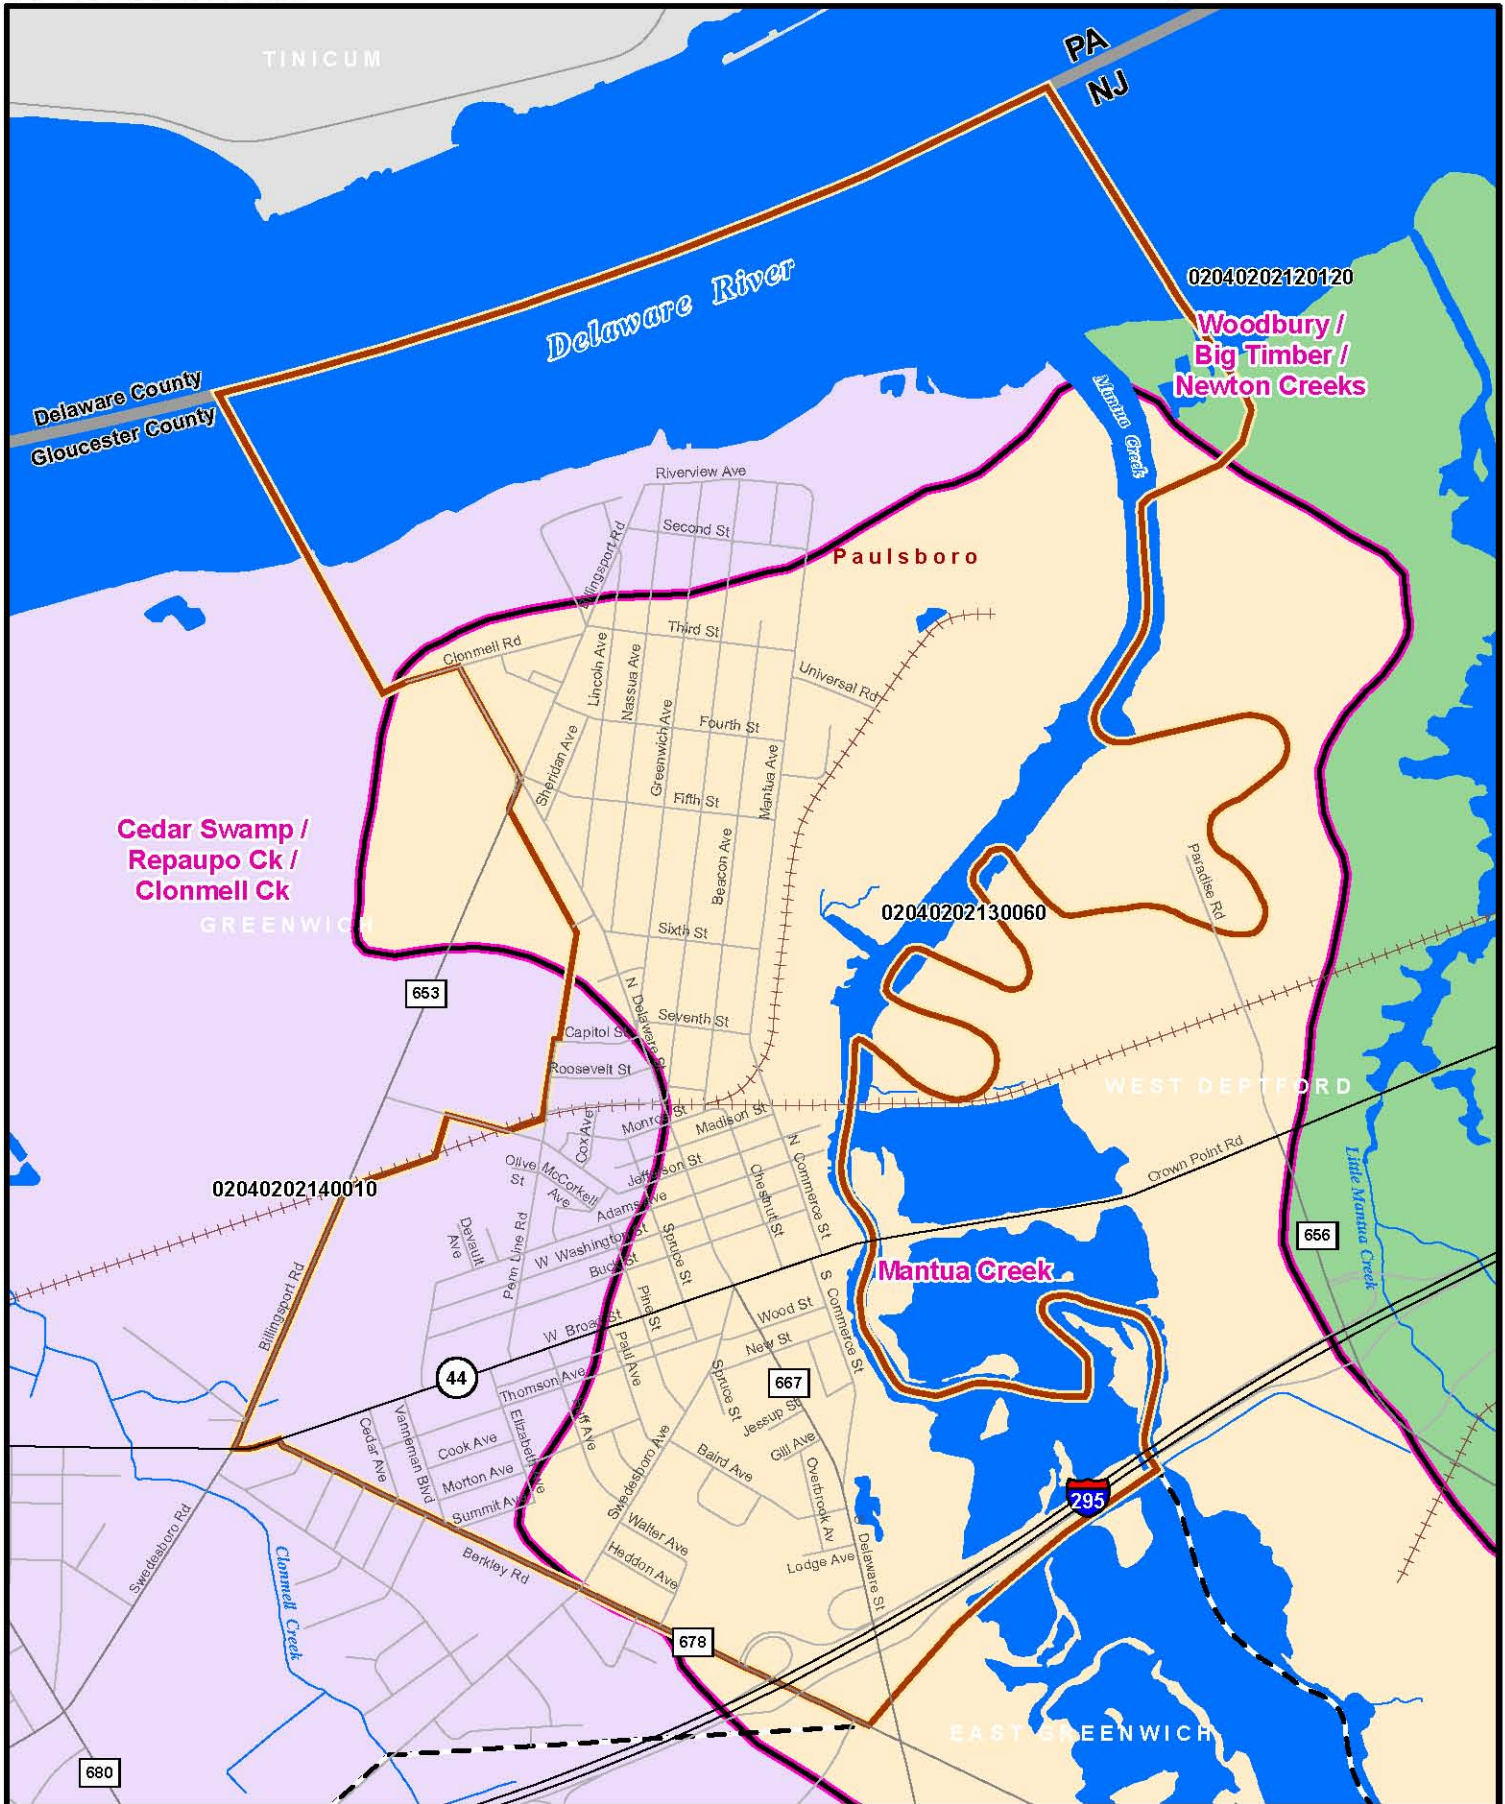 TINICUM
PA
NJ
02040202120120
Woodbury /
Big Timber /
Newton Creeks
Delaware River
Delaware County
Gloucester County
Mantua Creek
Riverview Ave
Second St
Billingsport Rd
Paulsboro
Third St
Clonmell Rd
Lincoln Ave
Nassua Ave
Universal Rd
Greenwich Ave
Fourth St
Sheridan Ave
Mantua Ave
Fifth St
Cedar Swamp /
Repaupo Ck /
Clonmell Ck
GREENWICH
Beacon Ave
Paradise Rd
02040202130060
Sixth St
653
N Delaware St
Seventh St
Capitol St
Roosevelt St
WEST DEPTFORD
Monroe St
Madison St
Cox Ave
N Commerce St
Crown Point Rd
Olive
St
McCorkell
Ave
Jefferson St
Chestnut St
02040202140010
Adams Ave
Little Mantua Creek
Devault
Ave
Penn Line Rd
W Washington St
Spruce St
656
Buck St
Mantua Creek
Billingsport Rd
Pine St
S Commerce St
Wood St
W Broad St
New St
Paul Ave
44
Thomson Ave
Spruce St
667
Jessup St
Cedar Ave
Vanneman Blvd
Elizabeth Ave
Cook Ave
Swedesboro Ave
Baird Ave
Gill Ave
Morton Ave
Overbrook Av
Summit Ave
295
Swedesboro Rd
Walter Ave
S Delaware St
Clonmell Creek
Berkley Rd
Heddon Ave
Lodge Ave
678
EAST GREENWICH
680